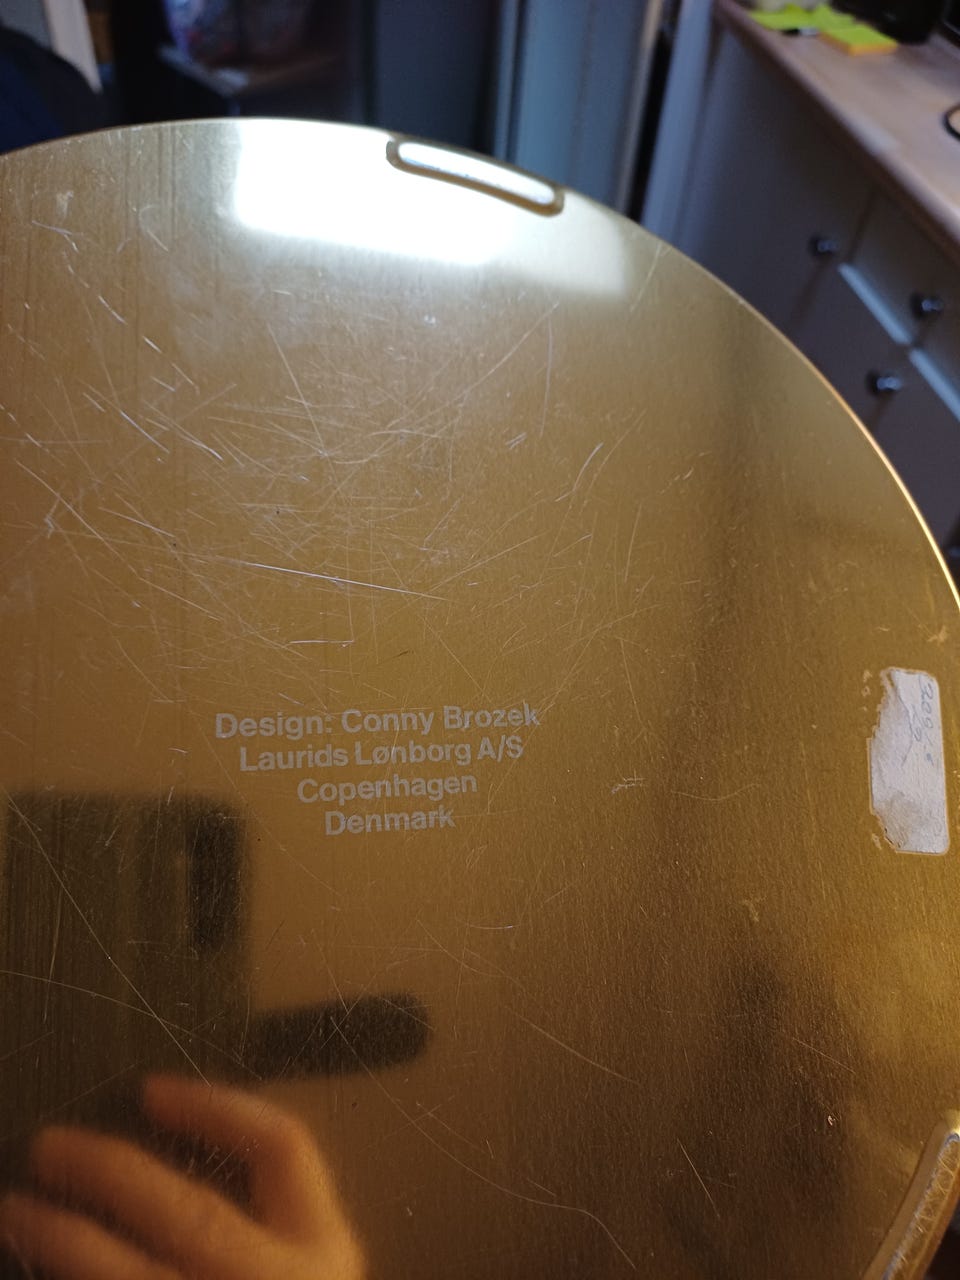 Design: Conny Brozek
Laurids Lønborg A/S
Copenhagen
Denmark